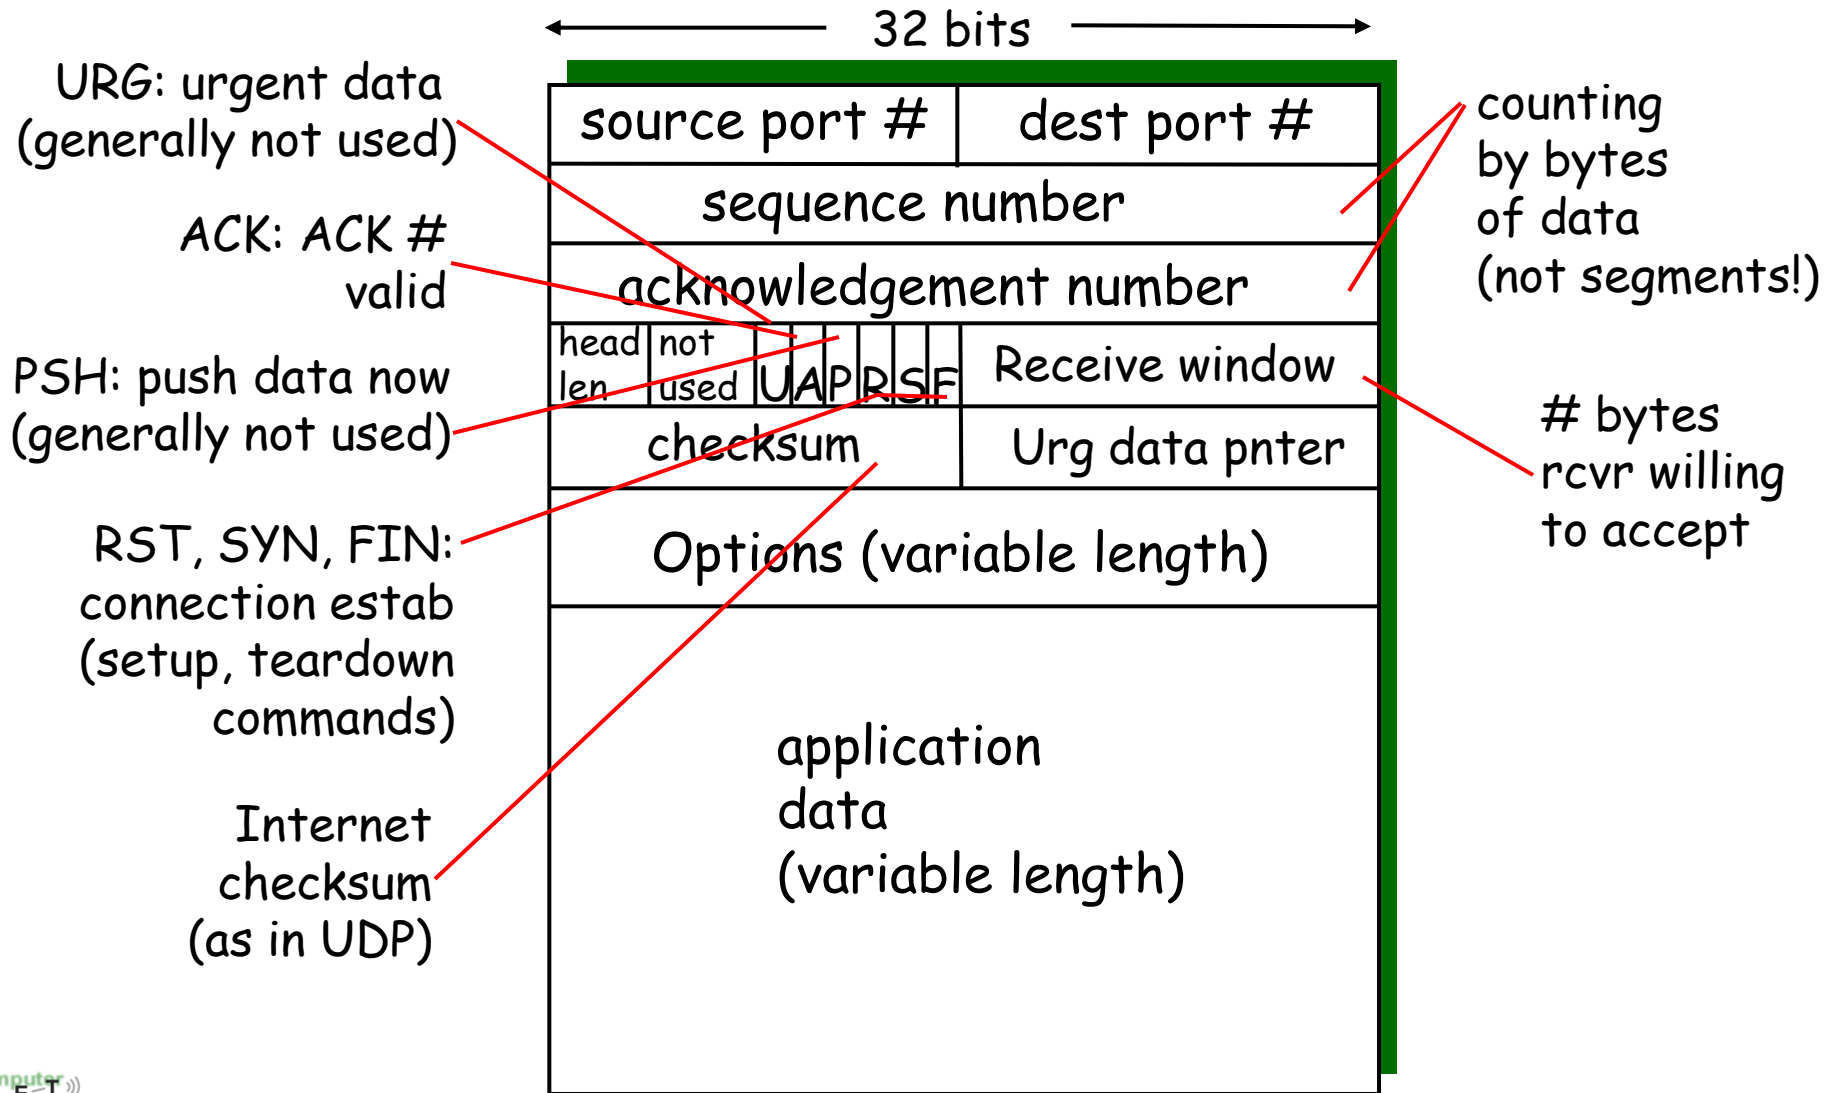 32 bits
URG: urgent data
(generally not used)
ACK: ACK #
valid
PSH: push data now
(generally not used)
RST, SYN, FIN:
connection estab
(setup, teardown
commands)
Internet
checksum
(as in UDP)
source port #
dest port #
sequence number
acknowledgement number
head
len
not
used
U A P R S F
Receive window
checksum
Urg data pnter
Options (variable length)
application
data
(variable length)
counting
by bytes
of data
(not segments!)
# bytes
rcvr willing
to accept